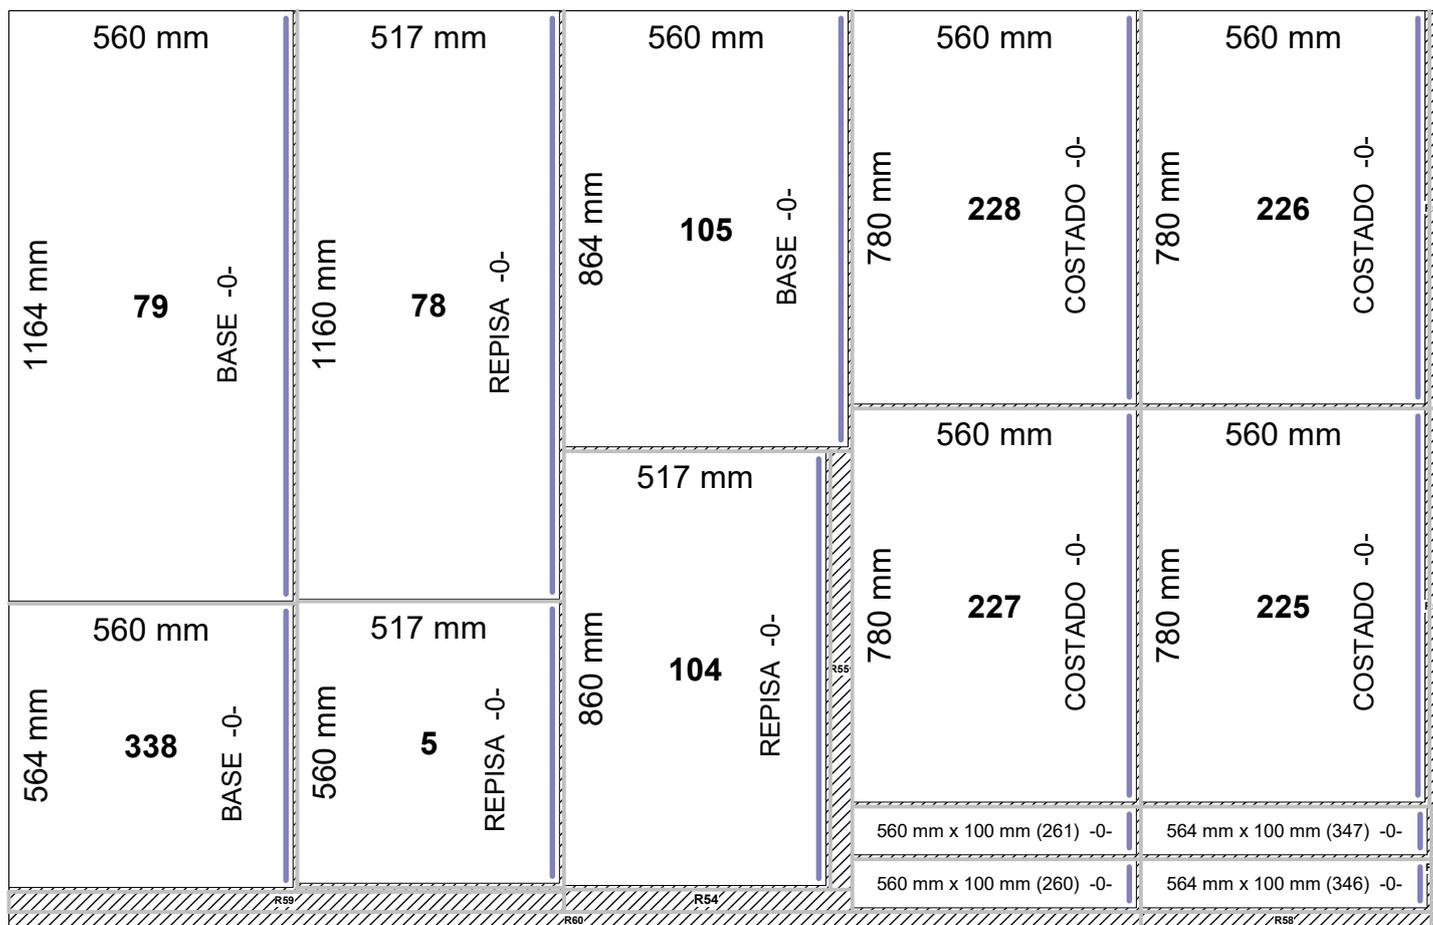 560 mm
1164 mm
79
BASE -0-
517 mm
1160 mm
78
REPISA -0-
560 mm
864 mm
105
BASE -0-
560 mm
780 mm
228
COSTADO -0-
560 mm
780 mm
226
COSTADO -0-
560 mm
564 mm
338
BASE -0-
517 mm
560 mm
5
REPISA -0-
517 mm
860 mm
104
REPISA -0-
R55
560 mm
780 mm
227
COSTADO -0-
560 mm
780 mm
225
COSTADO -0-
560 mm x 100 mm (261) -0-
564 mm x 100 mm (347) -0-
560 mm x 100 mm (260) -0-
564 mm x 100 mm (346) -0-
R59
R54
R60
R58